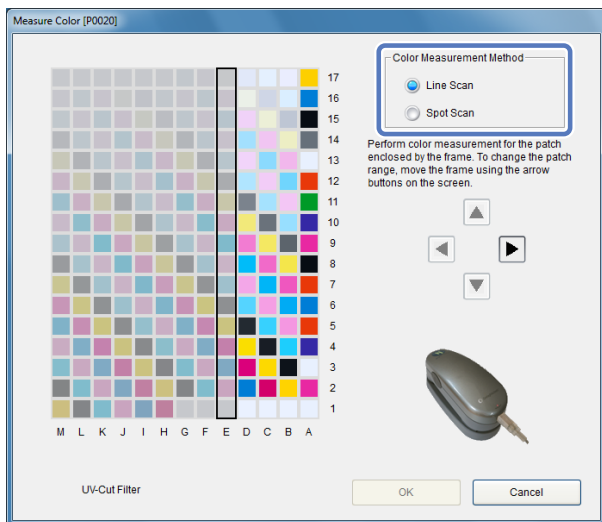 Measure Color [P0020]
Color Measurement Method
Line Scan
Spot Scan
Perform color measurement for the patch
enclosed by the frame. To change the patch
range, move the frame using the arrow
buttons on the screen.
17
16
15
14
13
12
11
10
9
8
7
6
5
4
3
2
1
M L K J I H G F E D C B A
UV-Cut Filter
OK
Cancel